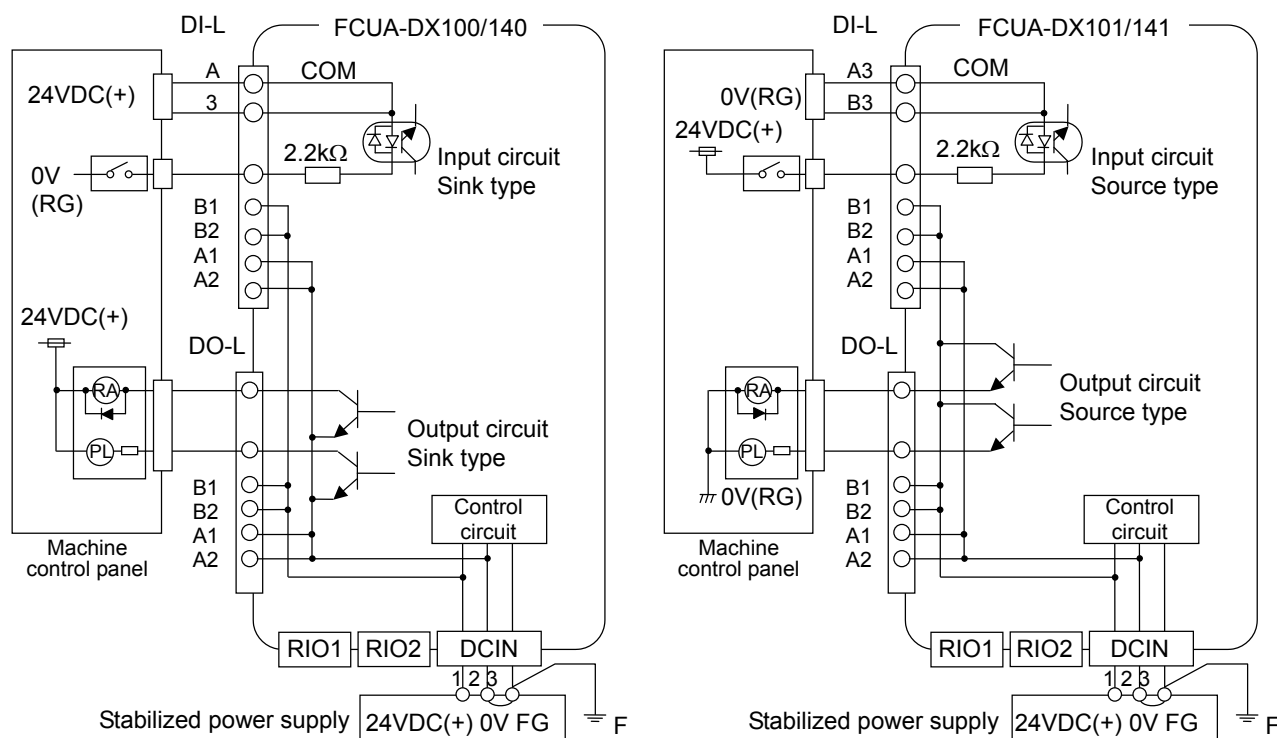 DI-L
FCUA-DX100/140
A
COM
24VDC(+)
3
2.2kΩ
Input circuit
Sink type
0V
(RG)
B1
B2
A1
A2
24VDC(+)
DO-L
RA
Output circuit
Sink type
PL
B1
B2
A1
A2
Control
circuit
Machine
control panel
RIO1
RIO2
DCIN
1 2 3
Stabilized power supply
24VDC(+) 0V FG
F
DI-L
FCUA-DX101/141
A3
COM
0V(RG)
B3
24VDC(+)
2.2kΩ
Input circuit
Source type
B1
B2
A1
A2
DO-L
RA
Output circuit
Source type
PL
0V(RG)
B1
B2
A1
A2
Control
circuit
Machine
control panel
RIO1
RIO2
DCIN
1 2 3
Stabilized power supply
24VDC(+) 0V FG
F